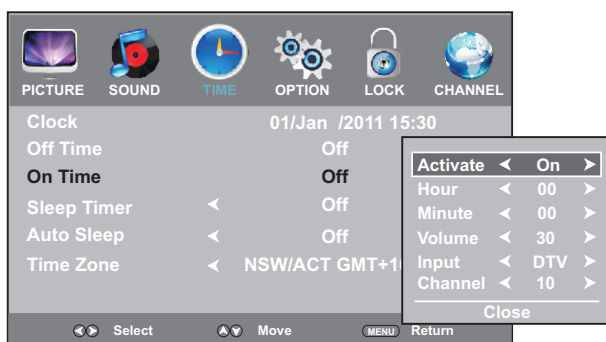 PICTURE SOUND TIME OPTION LOCK CHANNEL
Clock 01/Jan /2011 15:30
Off Time Off
On Time Off
Sleep Timer Off
Auto Sleep Off
Time Zone NSW/ACT GMT+1
Activate On
Hour 00
Minute 00
Volume 30
Input DTV
Channel 10
Close
Select Move MENU Return